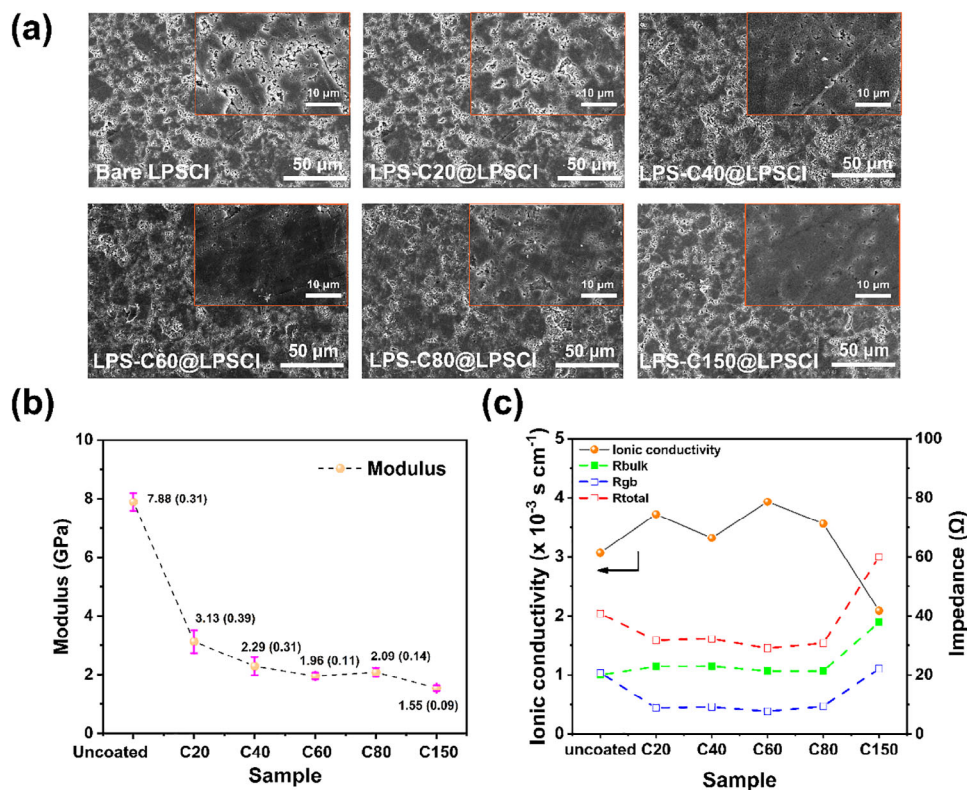 (a)
10 µm
50 µm
Bare LPSCI
10 µm
50 µm
LPS-C20@LPSCI
10 µm
50 µm
LPS-C40@LPSCI
10 µm
50 µm
LPS-C60@LPSCI
10 µm
50 µm
LPS-C80@LPSCI
10 µm
50 µm
LPS-C150@LPSCI
(b)
Modulus (GPa)
10
8
6
4
2
0
Modulus
7.88 (0.31)
3.13 (0.39)
2.29 (0.31)
1.96 (0.11)
2.09 (0.14)
1.55 (0.09)
Uncoated C20 C40 C60 C80 C150
Sample
(c)
Ionic conductivity (x 10⁻³ s cm⁻¹)
5
4
3
2
1
0
Ionic conductivity
Rbulk
Rgb
Rtotal
100
80
60
40
20
0
Impedance (Ω)
uncoated C20 C40 C60 C80 C150
Sample